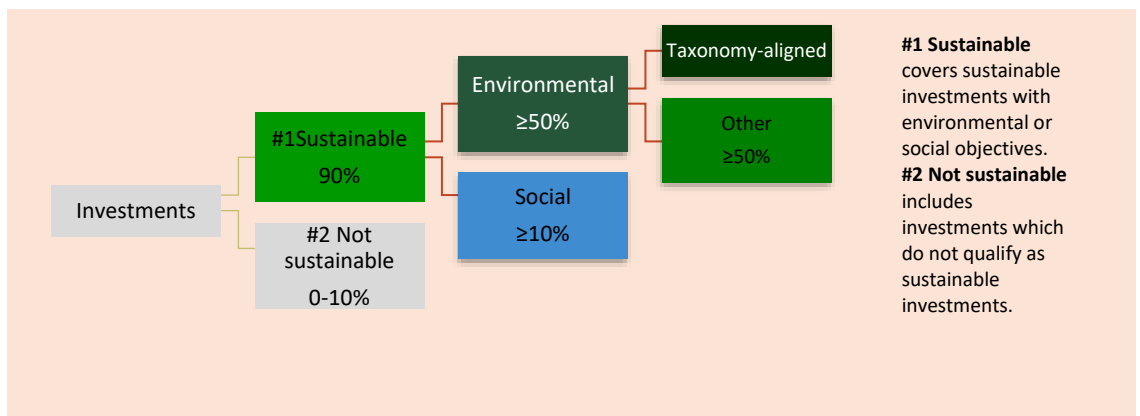 Investments
#1Sustainable
90%
#2 Not
sustainable
0-10%
Environmental
≥50%
Social
≥10%
Taxonomy-aligned
Other
≥50%
#1 Sustainable
covers sustainable
investments with
environmental or
social objectives.
#2 Not sustainable
includes
investments which
do not qualify as
sustainable
investments.